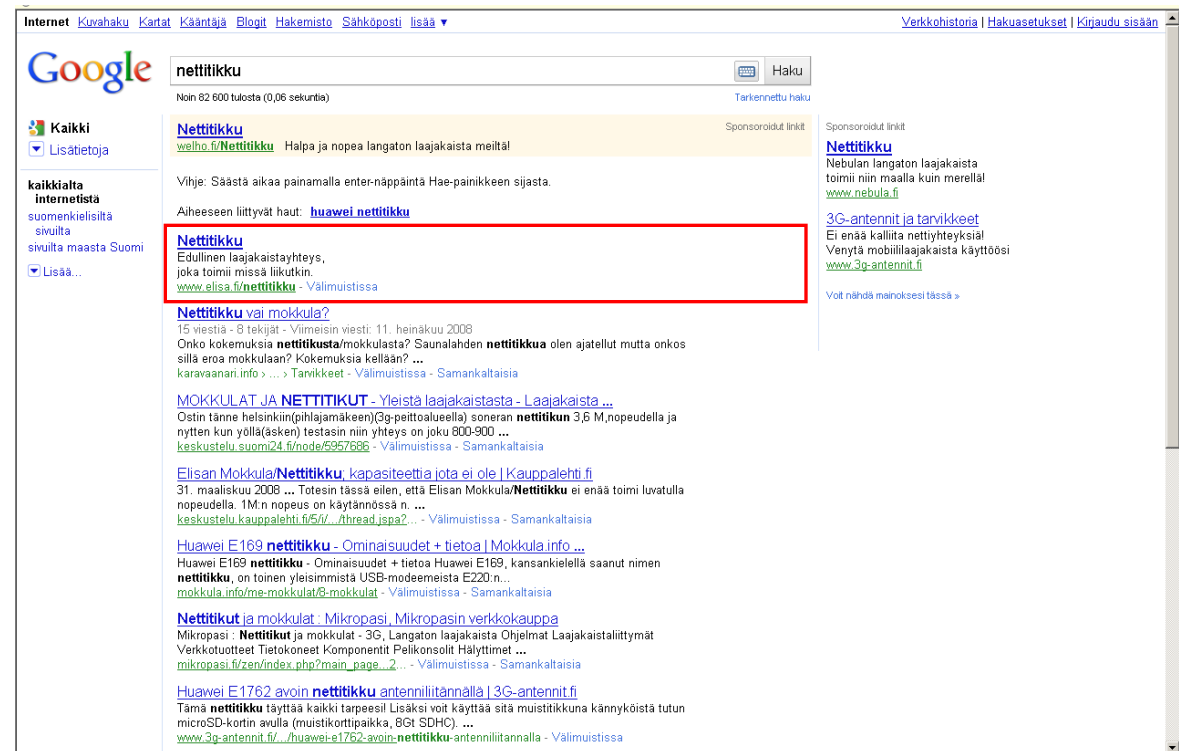 Internet Kuvahaku Kartat Kääntäjä Blogit Hakemisto Sähköposti lisää ▼
Verkkohistoria | Hakuasetukset | Kirjaudu sisään
Google
nettitikku
Haku
Noin 82 600 tulosta (0,06 sekuntia)
Tarkennettu haku
Kaikki
Lisätietoja
kaikkialta
internetistä
suomenkielisiltä
sivuilta
sivuilta maasta Suomi
Lisää...
Nettitikku
Sponsoroidut linkit
welho.fi/Nettitikku Halpa ja nopea langaton laajakaista meiltä!
Vihje: Säästä aikaa painamalla enter-näppäintä Hae-painikkeen sijasta.
Aiheeseen liittyvät haut: huawei nettitikku
Nettitikku
Edullinen laajakaistayhteys,
joka toimii missä liikutkin.
www.elisa.fi/nettitikku - Välimuistissa
Nettitikku vai mokkula?
15 viestiä - 8 tekijät - Viimeisin viesti: 11. heinäkuu 2008
Onko kokemuksia nettitikusta/mokkulasta? Saunalahden nettitikkua olen ajatellut mutta onkos
sillä eroa mokkulaan? Kokemuksia kellään? ...
karavaanari.info › ... › Tarvikkeet - Välimuistissa - Samankaltaisia
MOKKULAT JA NETTITIKUT - Yleistä laajakaistasta - Laajakaista ...
Ostin tänne helsinkiin(pihlajamäkeen)(3g-peittoalueella) soneran nettitikun 3,6 M,nopeudella ja
nytten kun yöllä(äsken) testasin niin yhteys on joku 800-900 ...
keskustelu.suomi24.fi/node/5957686 - Välimuistissa - Samankaltaisia
Elisan Mokkula/Nettitikku; kapasiteettia jota ei ole | Kauppalehti.fi
31. maaliskuu 2008 ... Totesin tässä eilen, että Elisan Mokkula/Nettitikku ei enää toimi luvatulla
nopeudella. 1M:n nopeus on käytännössä n. ...
keskustelu.kauppalehti.fi/5/i/.../thread.jspa?... - Välimuistissa - Samankaltaisia
Huawei E169 nettitikku - Ominaisuudet + tietoa | Mokkula.info ...
Huawei E169 nettitikku - Ominaisuudet + tietoa Huawei E169, kansankielellä saanut nimen
nettitikku, on toinen yleisimmistä USB-modeemeista E220:n...
mokkula.info/me-mokkulat/8-mokkulat - Välimuistissa - Samankaltaisia
Nettitikut ja mokkulat : Mikropasi, Mikropasin verkkokauppa
Mikropasi : Nettitikut ja mokkulat - 3G, Langaton laajakaista Ohjelmat Laajakaistaliittymät
Verkkotuotteet Tietokoneet Komponentit Pelikonsolit Hälyttimet ...
mikropasi.fi/zen/index.php?main_page...2... - Välimuistissa - Samankaltaisia
Huawei E1762 avoin nettitikku antenniliitännällä | 3G-antennit.fi
Tämä nettitikku täyttää kaikki tarpeesi! Lisäksi voit käyttää sitä muistitikkuna kännyköistä tutun
microSD-kortin avulla (muistikorttipaikka, 8Gt SDHC). ...
www.3g-antennit.fi/.../huawei-e1762-avoin-nettitikku-antenniliitannalla - Välimuistissa
Sponsoroidut linkit
Nettitikku
Nebulan langaton laajakaista
toimii niin maalla kuin merellä!
www.nebula.fi
3G-antennit ja tarvikkeet
Ei enää kalliita nettiyhteyksiä!
Venytä mobiililaajakaista käyttöösi
www.3g-antennit.fi
Voit nähdä mainoksesi tässä »